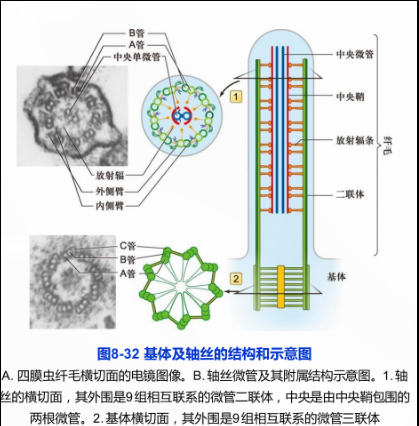 B管
A管
中央单微管
放射辐
外侧臂
内侧臂
1
中央微管
中央鞘
放射辐条
纤毛
二联体
C管
B管
A管
2
基体
图8-32 基体及轴丝的结构和示意图
A. 四膜虫纤毛横切面的电镜图像。B. 轴丝微管及其附属结构示意图。1. 轴
丝的横切面，其外围是9组相互联系的微管二联体，中央是由中央鞘包围的
两根微管。2. 基体横切面，其外围是9组相互联系的微管三联体